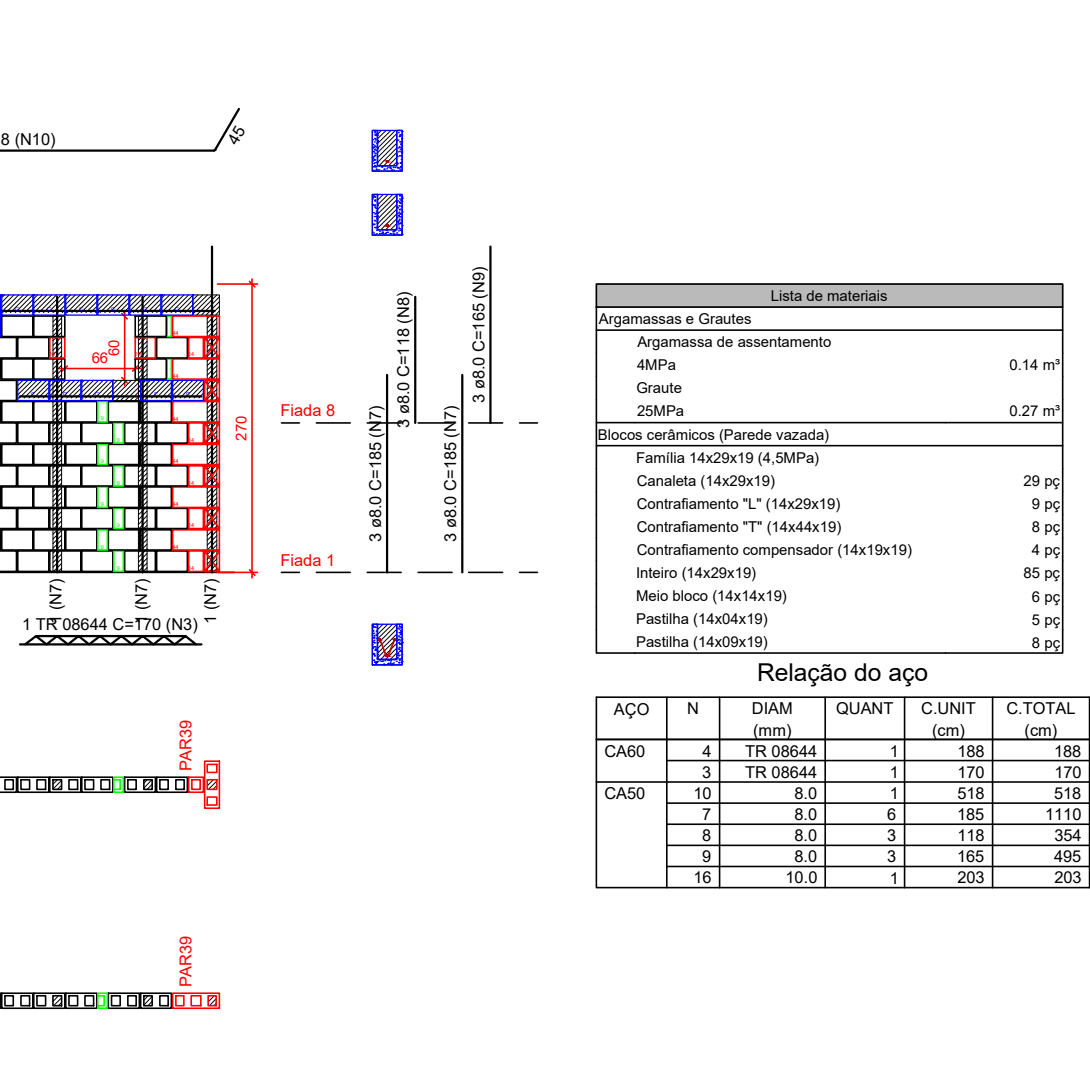 8 (N10)
45
3 ø8.0 C=185 (N7)
3 ø8.0 C=118 (N8)
3 ø8.0 C=185 (N7)
3 ø8.0 C=165 (N9)
66
60
270
Fiada 8
Fiada 1
(N7)
(N7)
1 (N7)
1 TR 08644 C=170 (N3)
PAR39
PAR39
Lista de materiais
Argamassas e Grautes
Argamassa de assentamento
4MPa 0.14 m³
Graute
25MPa 0.27 m³
Blocos cerâmicos (Parede vazada)
Família 14x29x19 (4,5MPa)
Canaleta (14x29x19) 29 pç
Contrafiamento "L" (14x29x19) 9 pç
Contrafiamento "T" (14x44x19) 8 pç
Contrafiamento compensador (14x19x19) 4 pç
Inteiro (14x29x19) 85 pç
Meio bloco (14x14x19) 6 pç
Pastilha (14x04x19) 5 pç
Pastilha (14x09x19) 8 pç
Relação do aço
AÇO N DIAM QUANT C.UNIT C.TOTAL
(mm) (cm) (cm)
CA60 4 TR 08644 1 188 188
3 TR 08644 1 170 170
CA50 10 8.0 1 518 518
7 8.0 6 185 1110
8 8.0 3 118 354
9 8.0 3 165 495
16 10.0 1 203 203